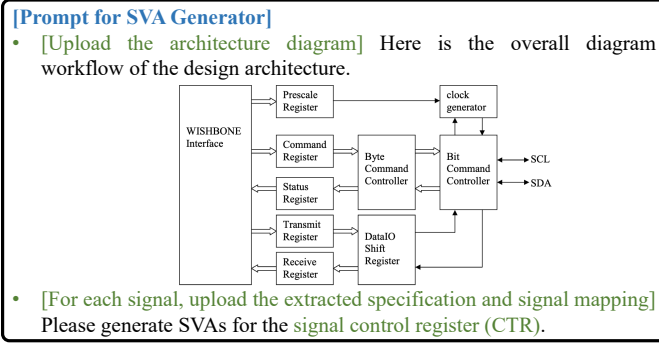 [Prompt for SVA Generator]
• [Upload the architecture diagram] Here is the overall diagram
workflow of the design architecture.
Prescale
Register
clock
generator
WISHBONE
Interface
Command
Register
Byte
Command
Controller
Bit
Command
Controller
SCL
SDA
Status
Register
Transmit
Register
DataIO
Shift
Register
Receive
Register
• [For each signal, upload the extracted specification and signal mapping]
Please generate SVAs for the signal control register (CTR).